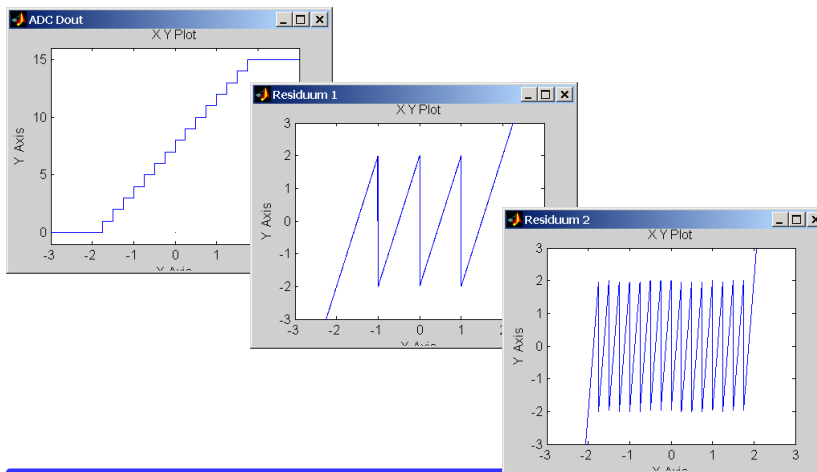 ADC Dout
X Y Plot
15
10
5
0
Y Axis
-3 -2 -1 0 1
Residuum 1
X Y Plot
3
2
1
0
-1
-2
-3
Y Axis
-3 -2 -1 0 1 2
X Axis
Residuum 2
X Y Plot
3
2
1
0
-1
-2
-3
Y Axis
-3 -2 -1 0 1 2 3
X Axis